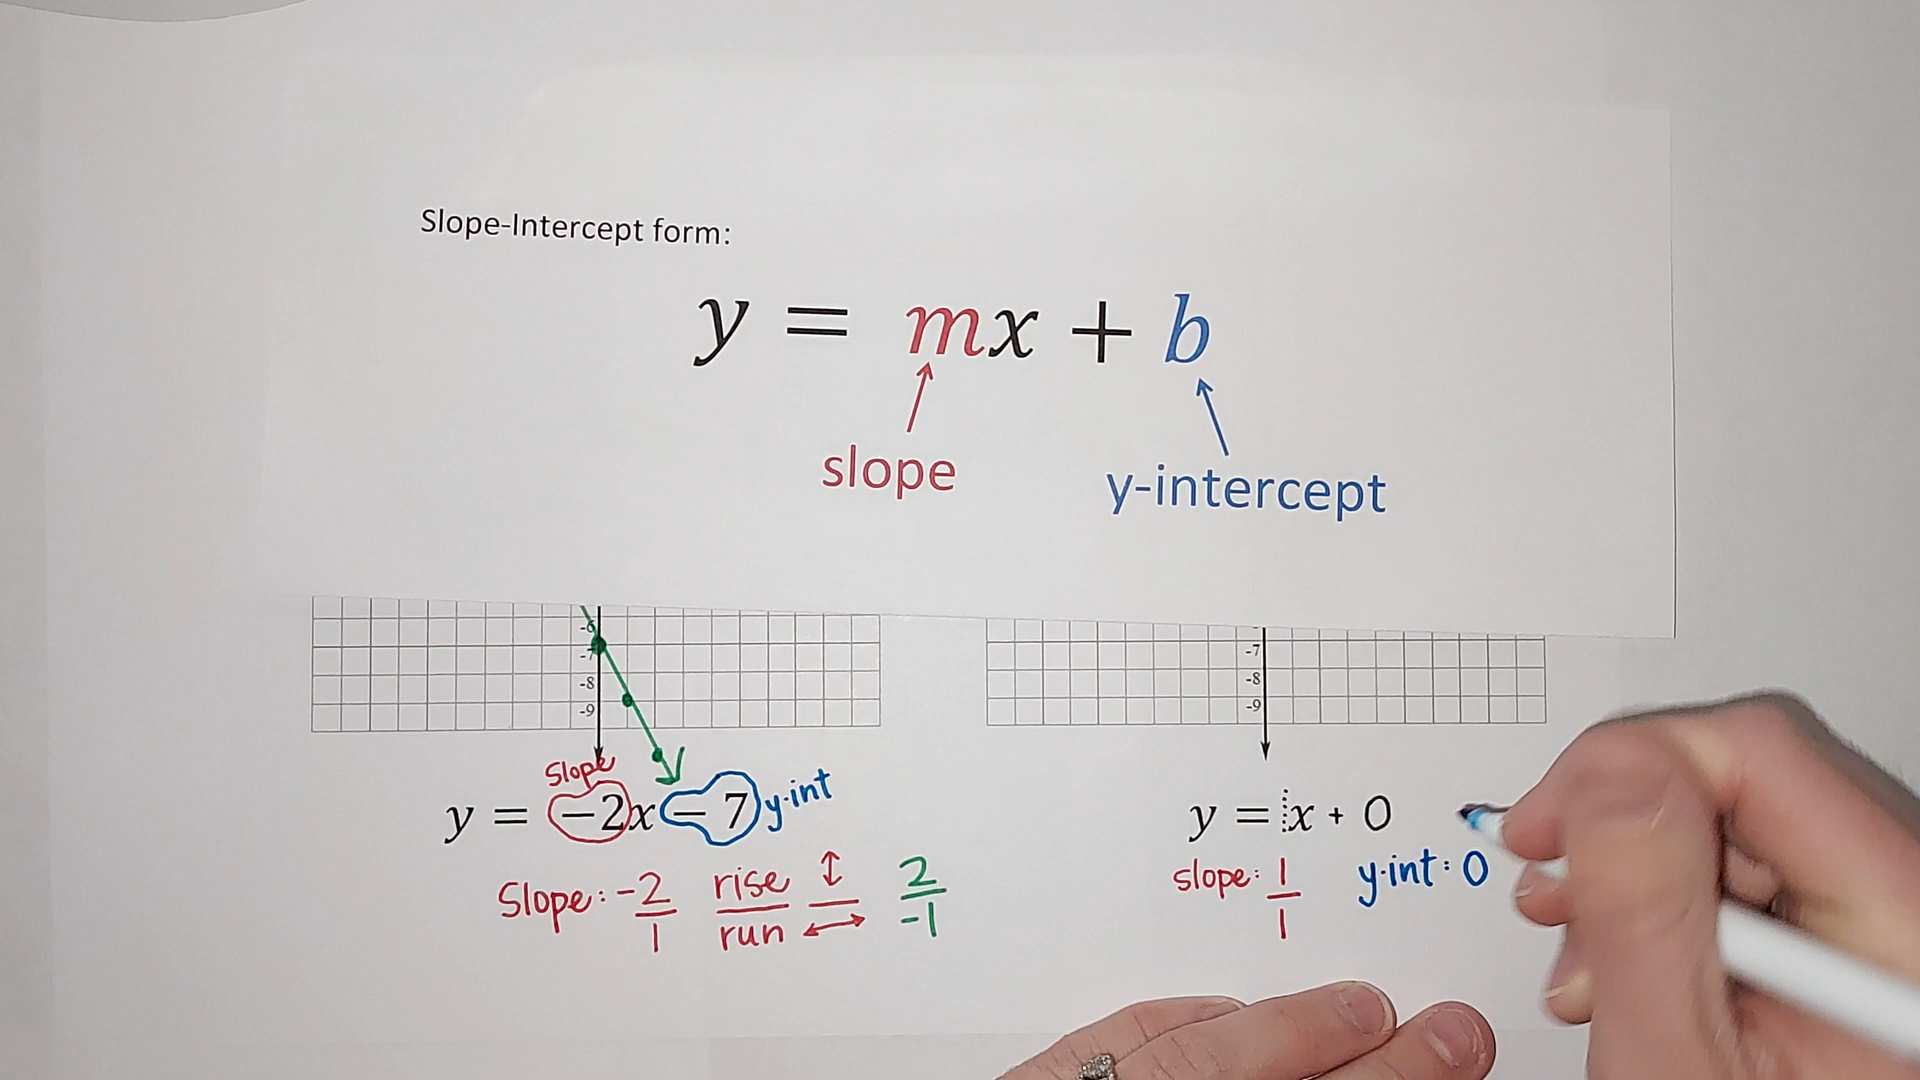 Slope-Intercept form:
y = mx + b
slope
y-intercept
-6
-7
-8
-9
-7
-8
-9
Slope
y = -2x - 7 y-int
Slope: -2/1 rise/run ↕/↔ 2/-1
y = x + 0
slope: 1/1 y-int: 0